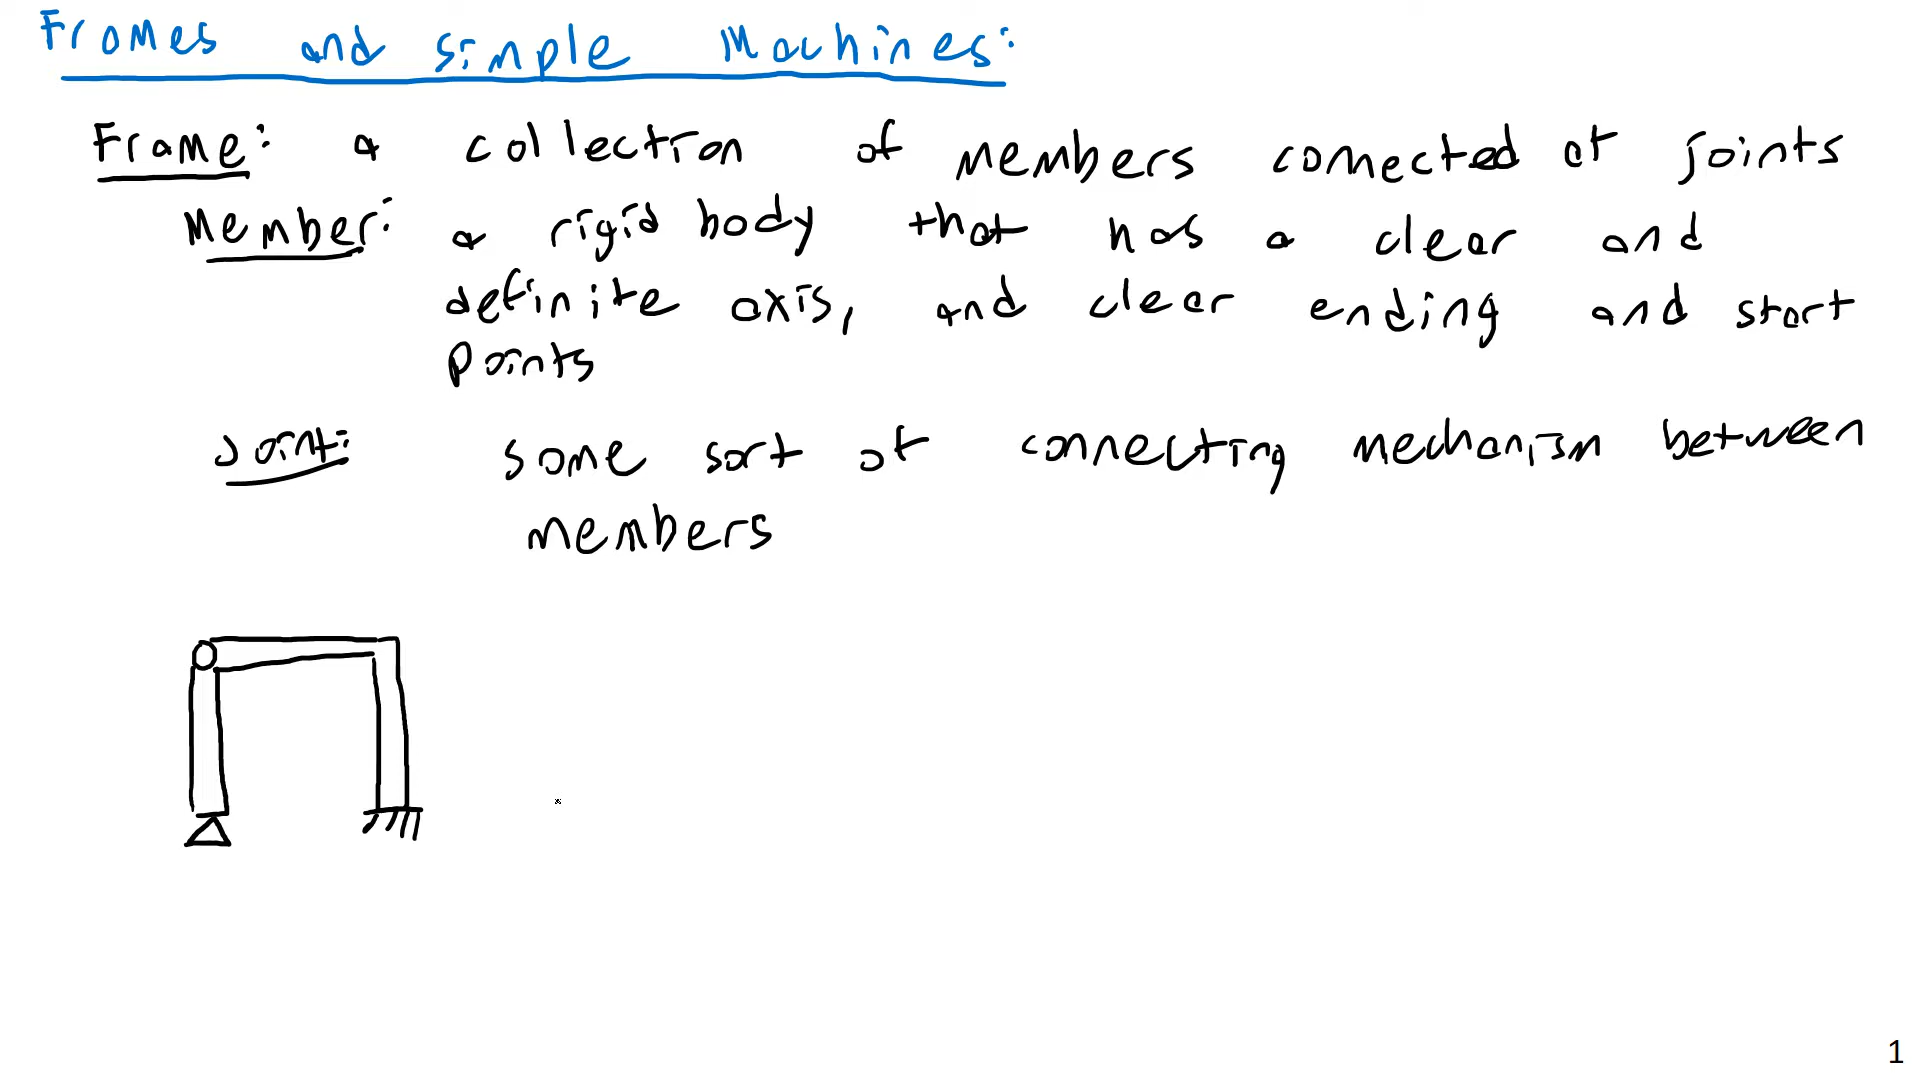 Frames and simple Machines:
Frame: a collection of members connected at joints
Member: a rigid body that has a clear and
definite axis, and clear ending and start
points
Joint: some sort of connecting mechanism between
members
1